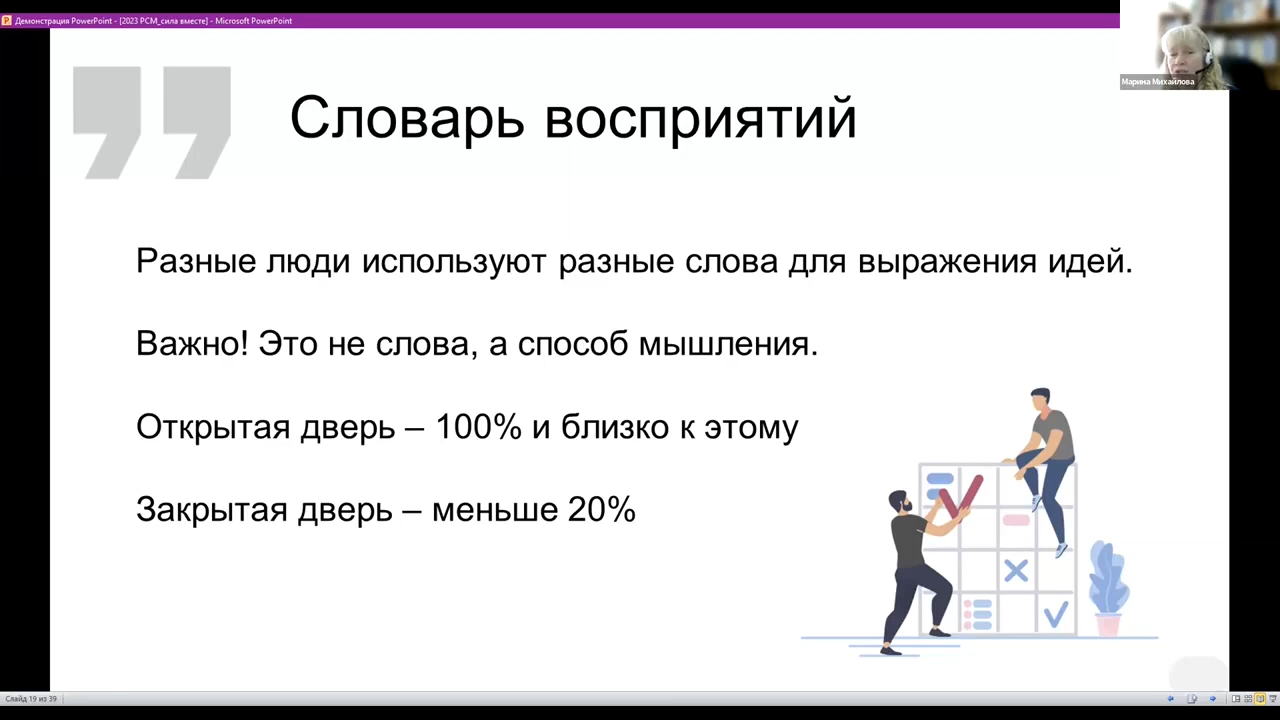 Демонстрация PowerPoint - [2023 PCM_сила вместе] - Microsoft PowerPoint
Марина Михайлова
Словарь восприятий
Разные люди используют разные слова для выражения идей.
Важно! Это не слова, а способ мышления.
Открытая дверь – 100% и близко к этому
Закрытая дверь – меньше 20%
Слайд 19 из 39